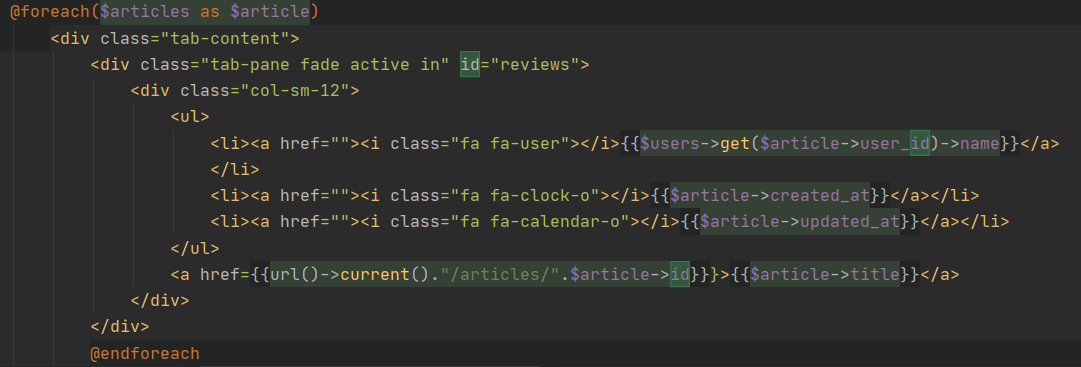 @foreach($articles as $article)
<div class="tab-content">
<div class="tab-pane fade active in" id="reviews">
<div class="col-sm-12">
<ul>
<li><a href=""><i class="fa fa-user"></i>{{$users->get($article->user_id)->name}}</a>
</li>
<li><a href=""><i class="fa fa-clock-o"></i>{{$article->created_at}}</a></li>
<li><a href=""><i class="fa fa-calendar-o"></i>{{$article->updated_at}}</a></li>
</ul>
<a href={{url()->current()."/articles/".$article->id}}}>{{$article->title}}</a>
</div>
</div>
@endforeach